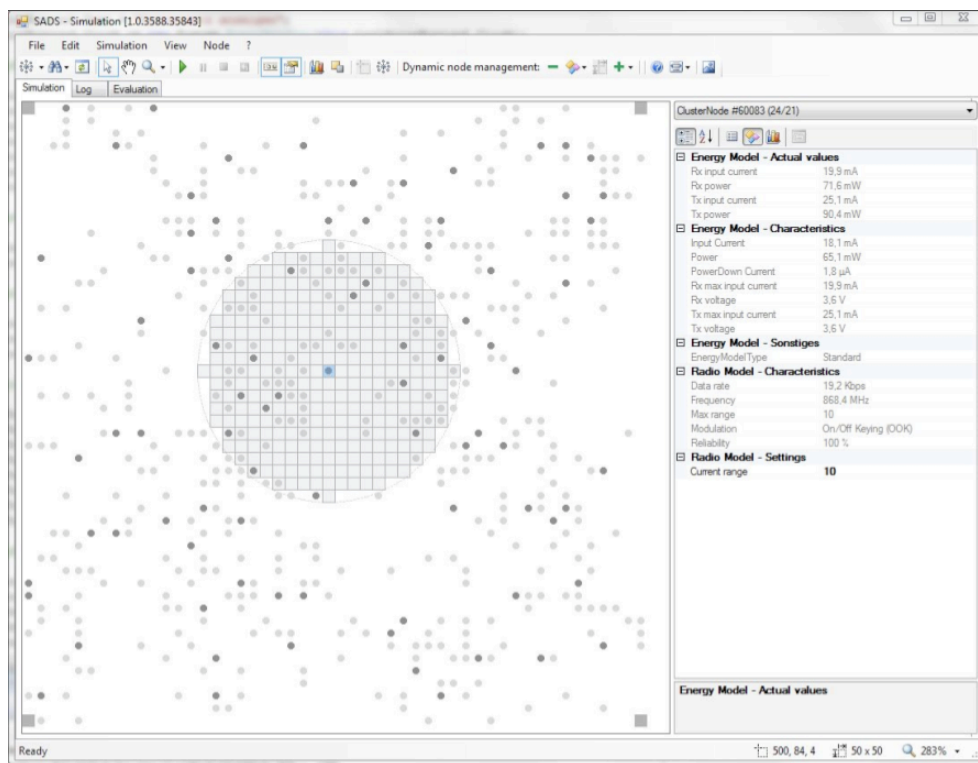 SADS - Simulation [1.0.3588.35843]
File Edit Simulation View Node ?
Dynamic node management:
Simulation Log Evaluation
ClusterNode #60083 (24/21)
Energy Model - Actual values
Rx input current 19,9 mA
Rx power 71,6 mW
Tx input current 25,1 mA
Tx power 90,4 mW
Energy Model - Characteristics
Input Current 18,1 mA
Power 65,1 mW
PowerDown Current 1,8 µA
Rx max input current 19,9 mA
Rx voltage 3,6 V
Tx max input current 25,1 mA
Tx voltage 3,6 V
Energy Model - Sonstiges
EnergyModelType Standard
Radio Model - Characteristics
Data rate 19,2 Kbps
Frequency 868,4 MHz
Max range 10
Modulation On/Off Keying (OOK)
Reliability 100 %
Radio Model - Settings
Current range 10
Energy Model - Actual values
Ready 500, 84, 4 50 x 50 283%